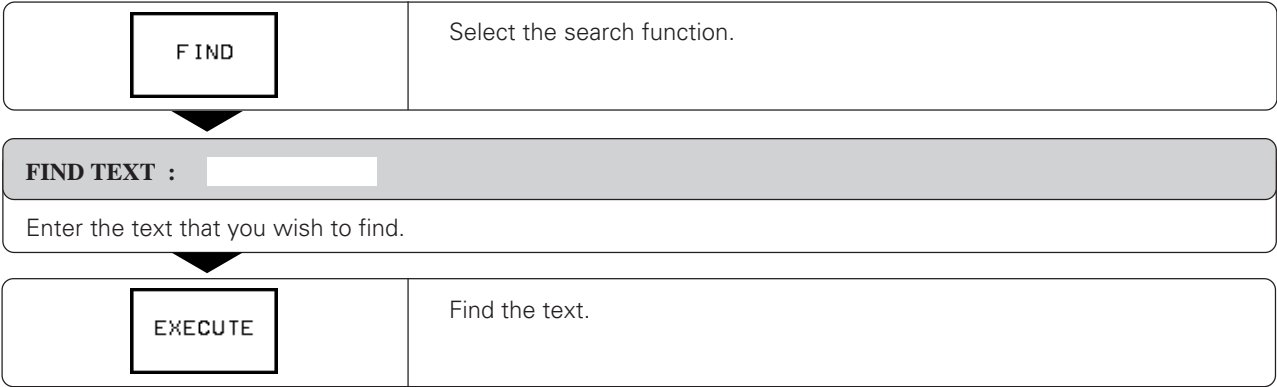 FIND
Select the search function.
FIND TEXT :
Enter the text that you wish to find.
EXECUTE
Find the text.